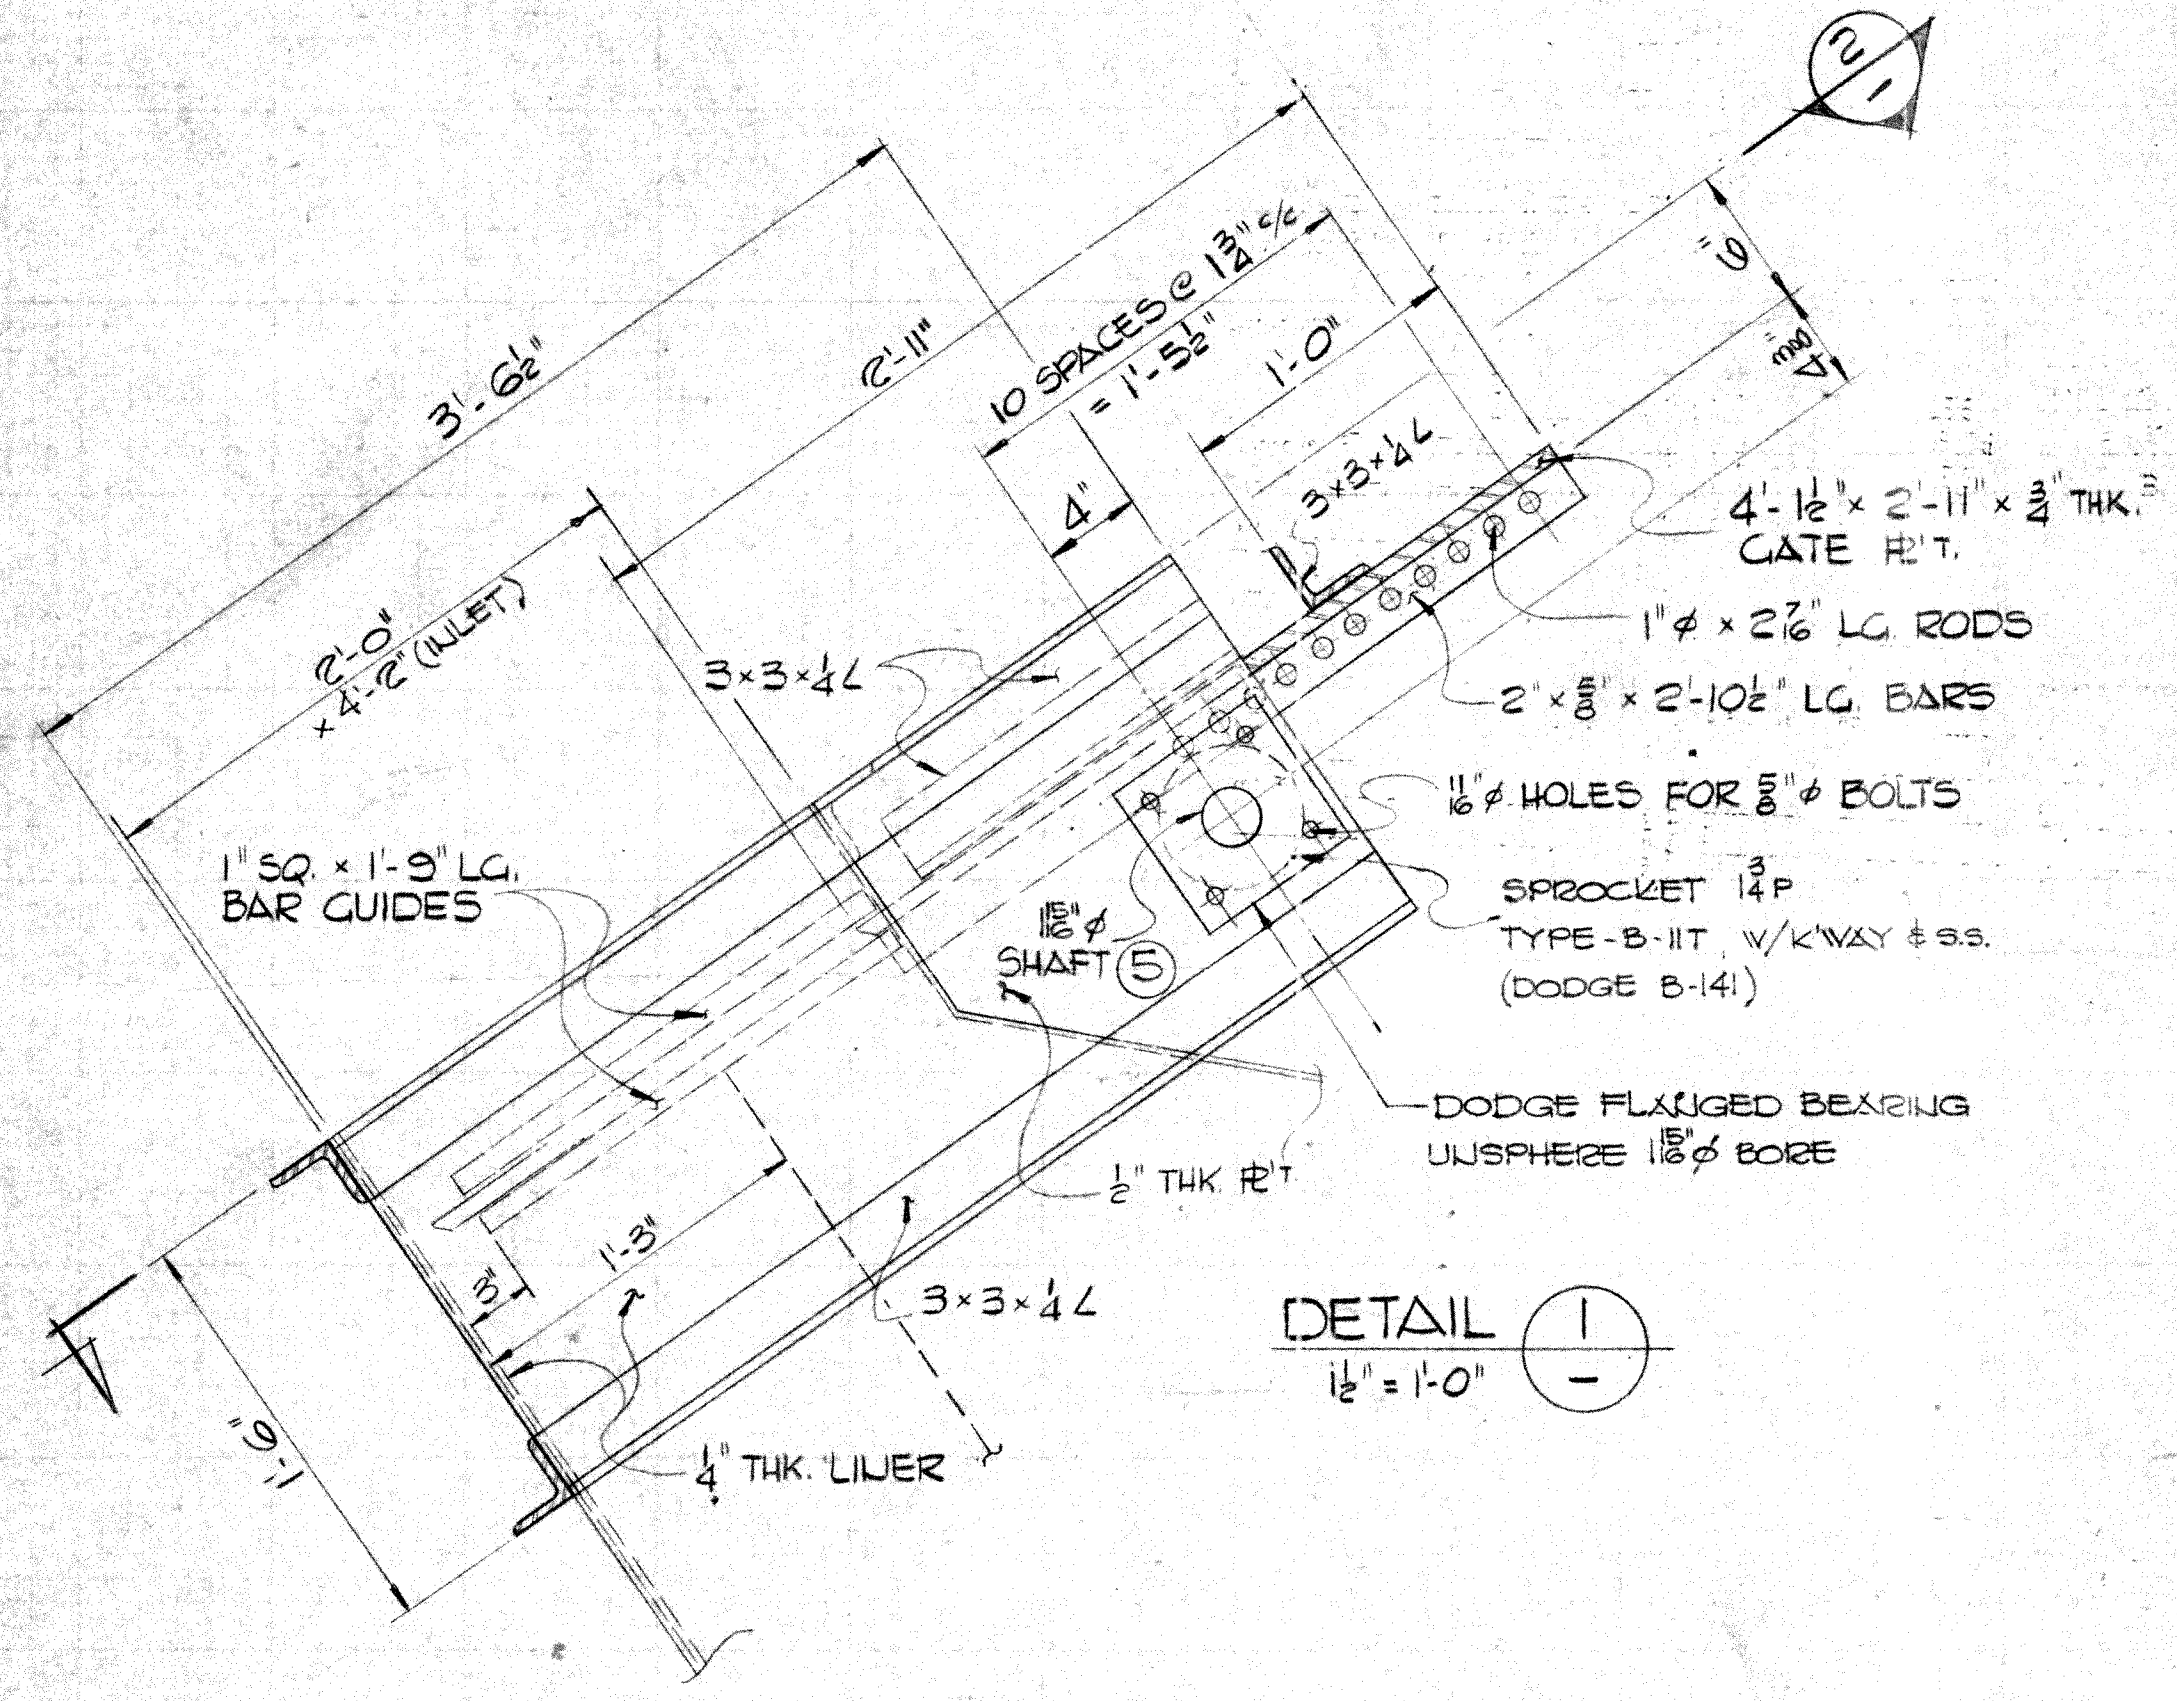 2
1
3'-6½"
2'-11"
10 SPACES @ 1¾" c/c
= 1'-5½"
1'-0"
6"
4⅜"
4"
3×3×¼ L
2'-0"
× 4'-2" (INLET)
3×3×¼ L
4'-1½" × 2'-11" × ¾" THK.
GATE PL'T.
1"ø × 2 7/16" LG. RODS
2" × ⅝" × 2'-10½" LG. BARS
11/16"ø HOLES FOR ⅝"ø BOLTS
1" SQ. × 1'-9" LG.
BAR GUIDES
SPROCKET 1¾ P
TYPE-B-11T W/K'WAY & S.S.
(DODGE B-141)
1 15/16"ø
SHAFT 5
DODGE FLANGED BEARING
UNSPHERE 1 15/16"ø BORE
½" THK. PL'T
1'-3"
3"
3×3×¼ L
1'-6"
¼" THK. LINER
DETAIL 1
1½" = 1'-0" -